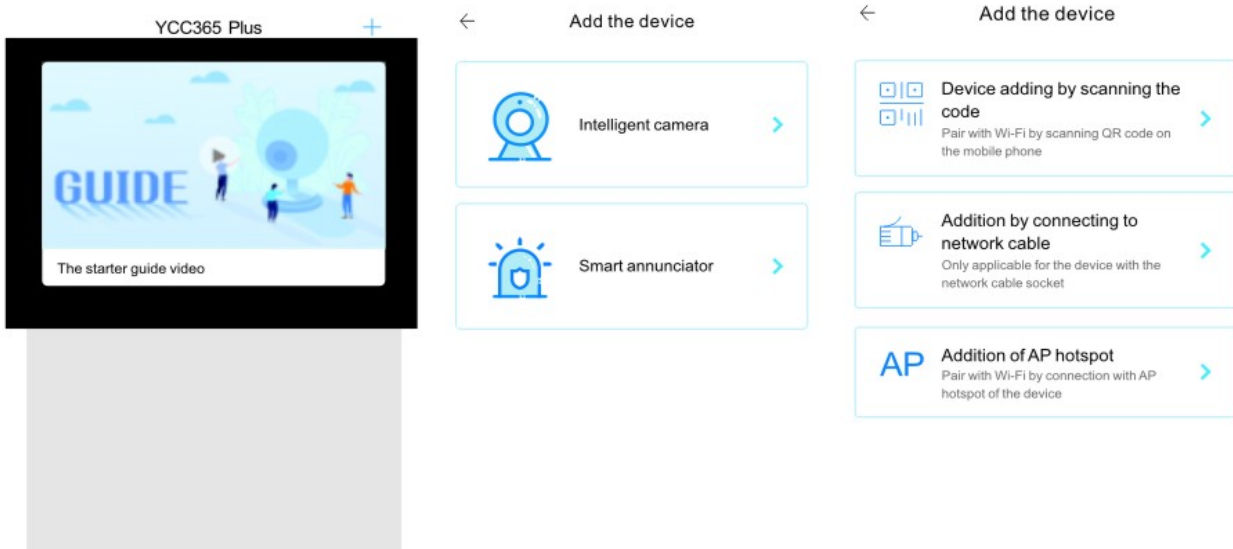 YCC365 Plus
GUIDE
The starter guide video
Add the device
Intelligent camera
Smart annunciator
Add the device
Device adding by scanning the
code
Pair with Wi-Fi by scanning QR code on
the mobile phone
Addition by connecting to
network cable
Only applicable for the device with the
network cable socket
AP
Addition of AP hotspot
Pair with Wi-Fi by connection with AP
hotspot of the device